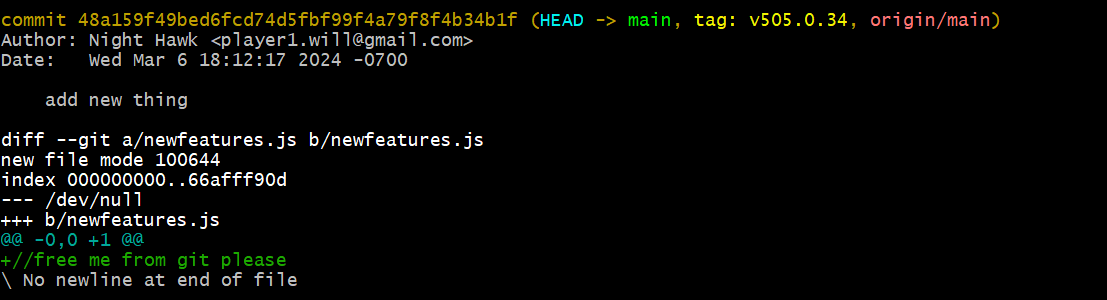 commit 48a159f49bed6fcd74d5fbf99f4a79f8f4b34b1f (HEAD -> main, tag: v505.0.34, origin/main)
Author: Night Hawk <player1.will@gmail.com>
Date:   Wed Mar 6 18:12:17 2024 -0700
    add new thing
diff --git a/newfeatures.js b/newfeatures.js
new file mode 100644
index 000000000..66afff90d
--- /dev/null
+++ b/newfeatures.js
@@ -0,0 +1 @@
+//free me from git please
\ No newline at end of file